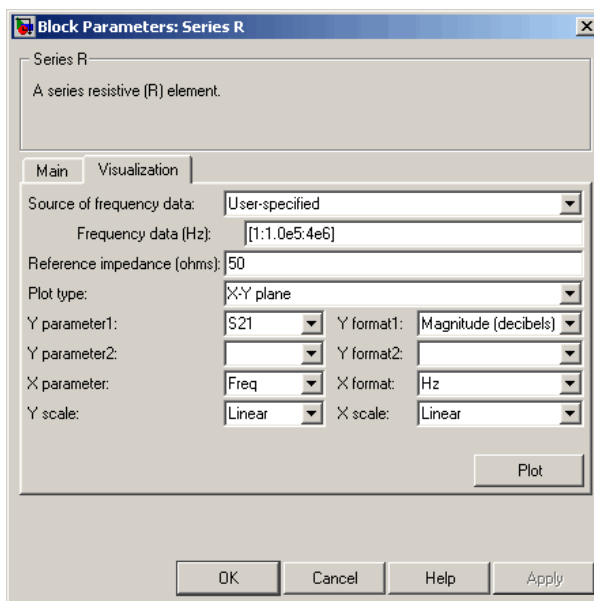 Block Parameters: Series R
Series R
A series resistive (R) element.
Main Visualization
Source of frequency data: User-specified
Frequency data (Hz): [1:1.0e5:4e6]
Reference impedance (ohms): 50
Plot type: X-Y plane
Y parameter1: S21 Y format1: Magnitude (decibels)
Y parameter2: Y format2:
X parameter: Freq X format: Hz
Y scale: Linear X scale: Linear
Plot
OK Cancel Help Apply